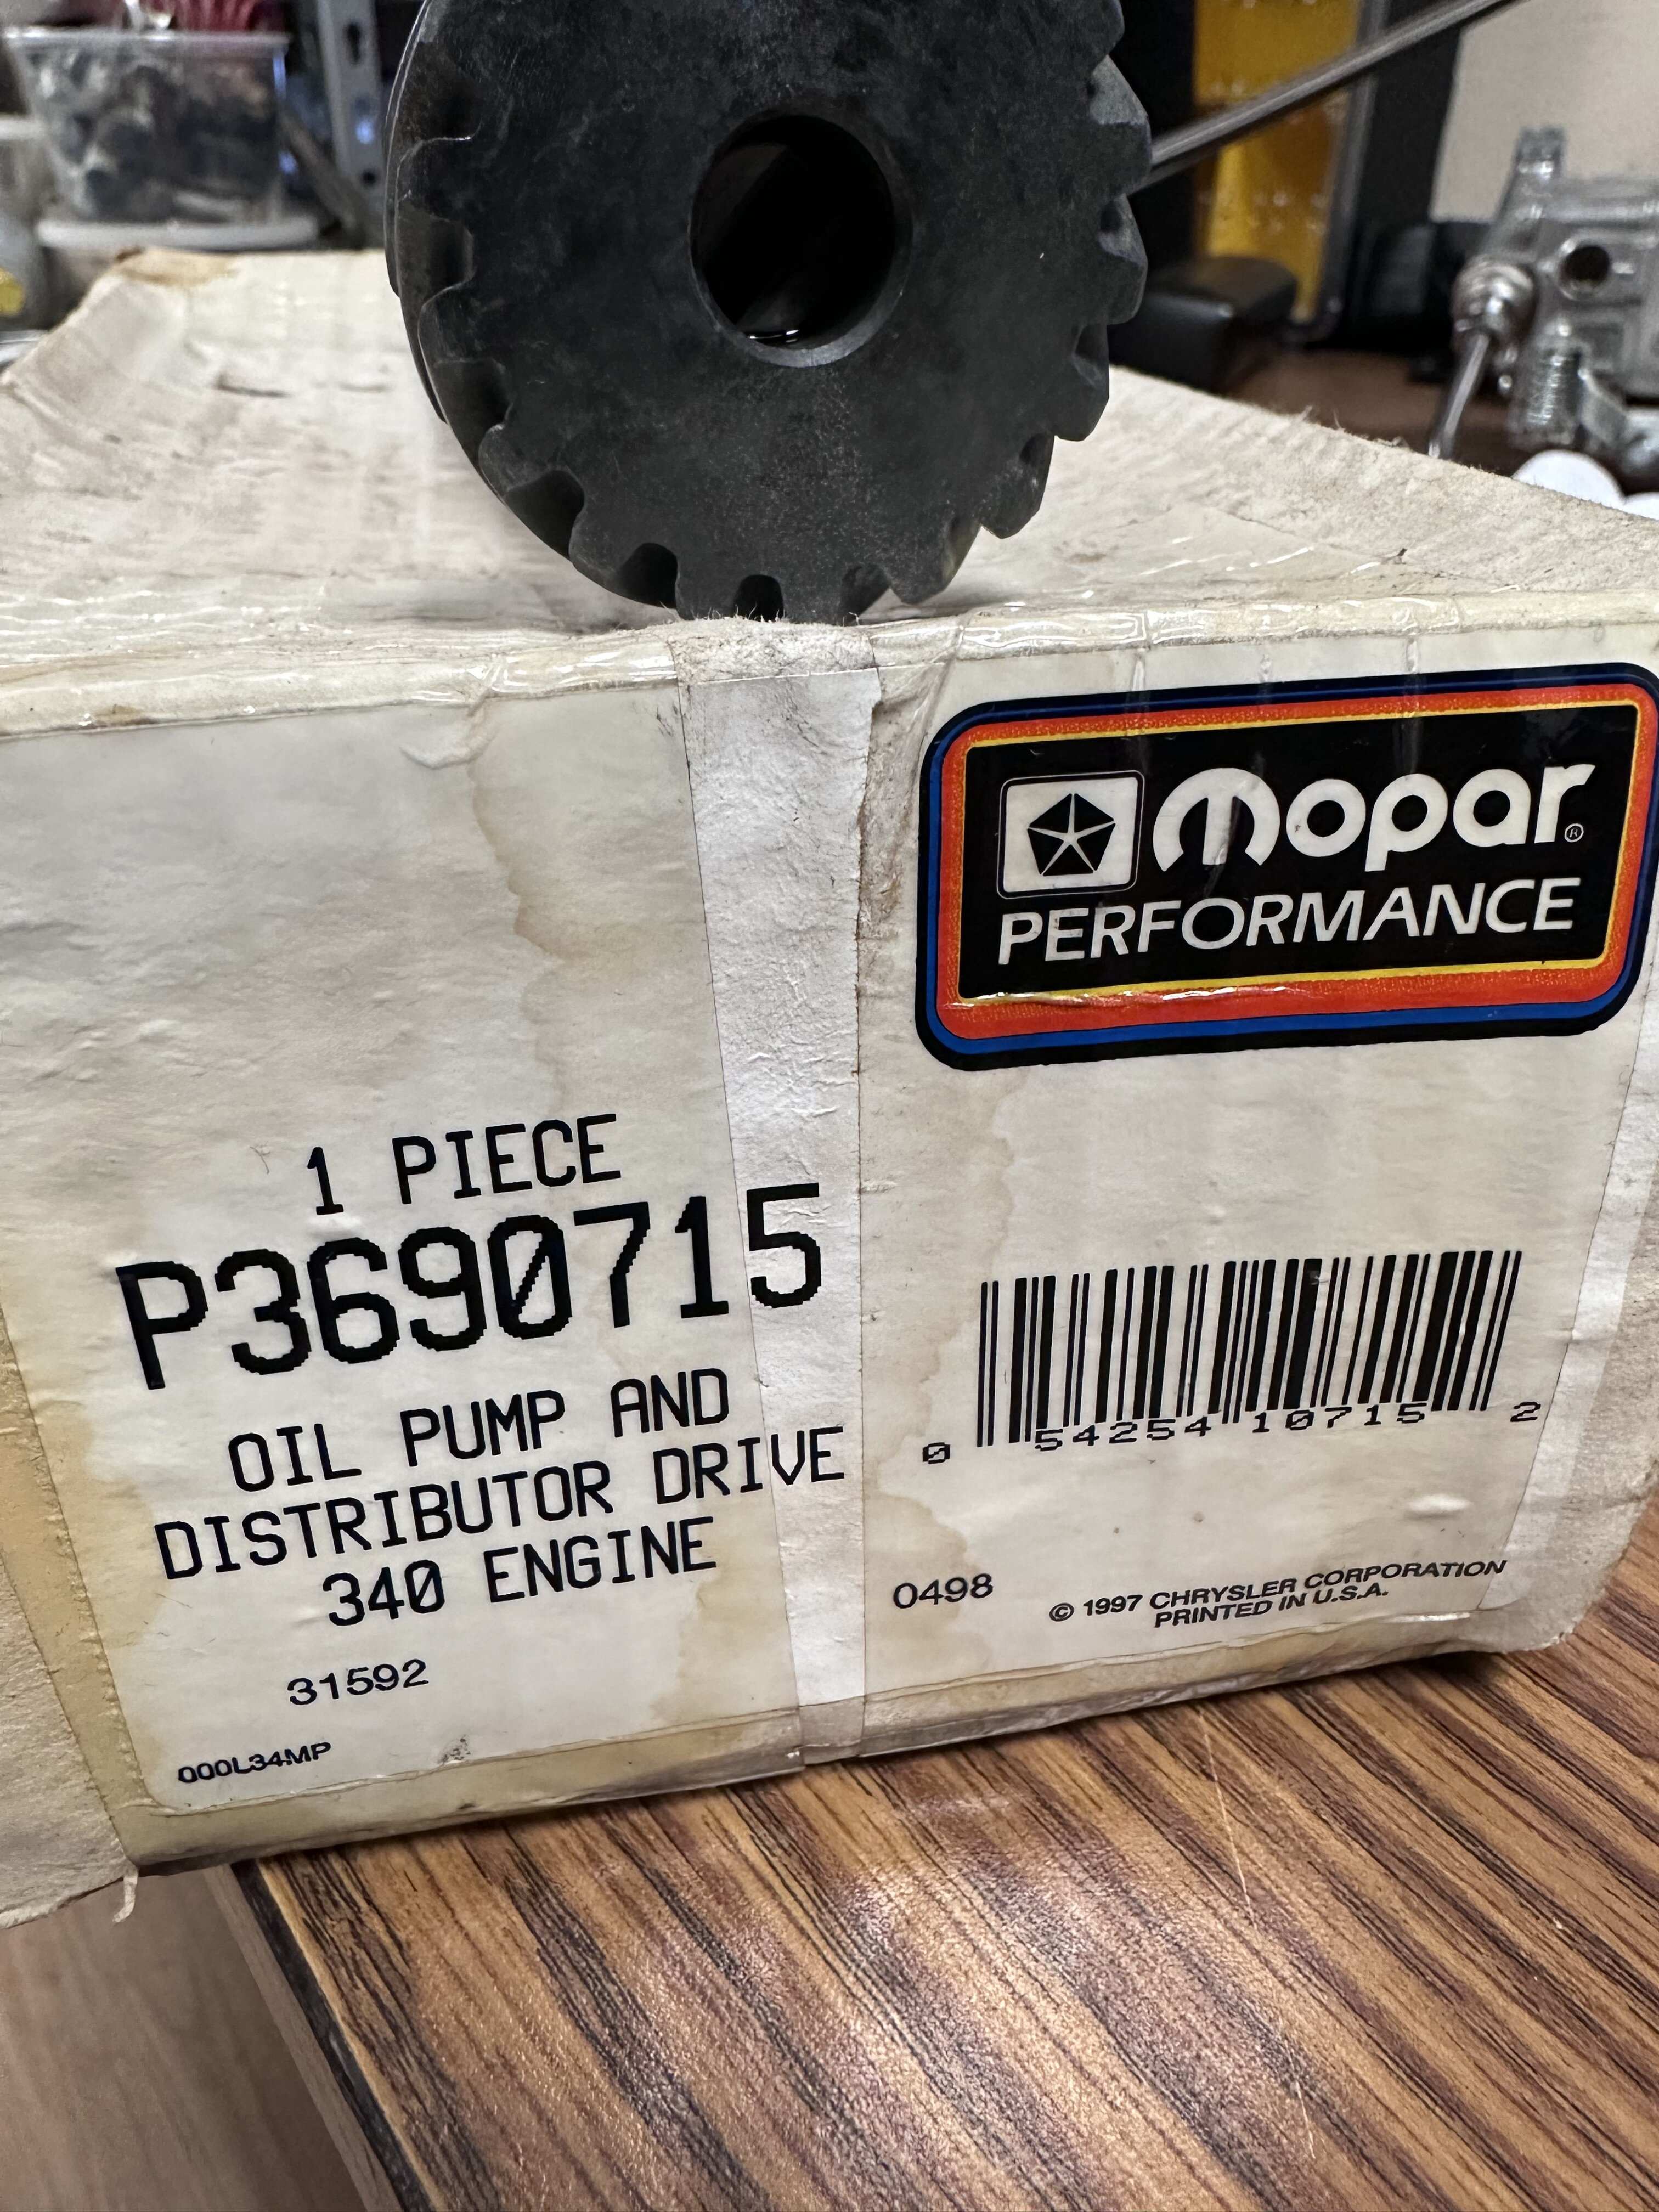 Mopar®
PERFORMANCE
1 PIECE
P3690715
OIL PUMP AND
DISTRIBUTOR DRIVE
340 ENGINE
31592
000L34MP
0 54254 10715 2
0498
© 1997 CHRYSLER CORPORATION
PRINTED IN U.S.A.